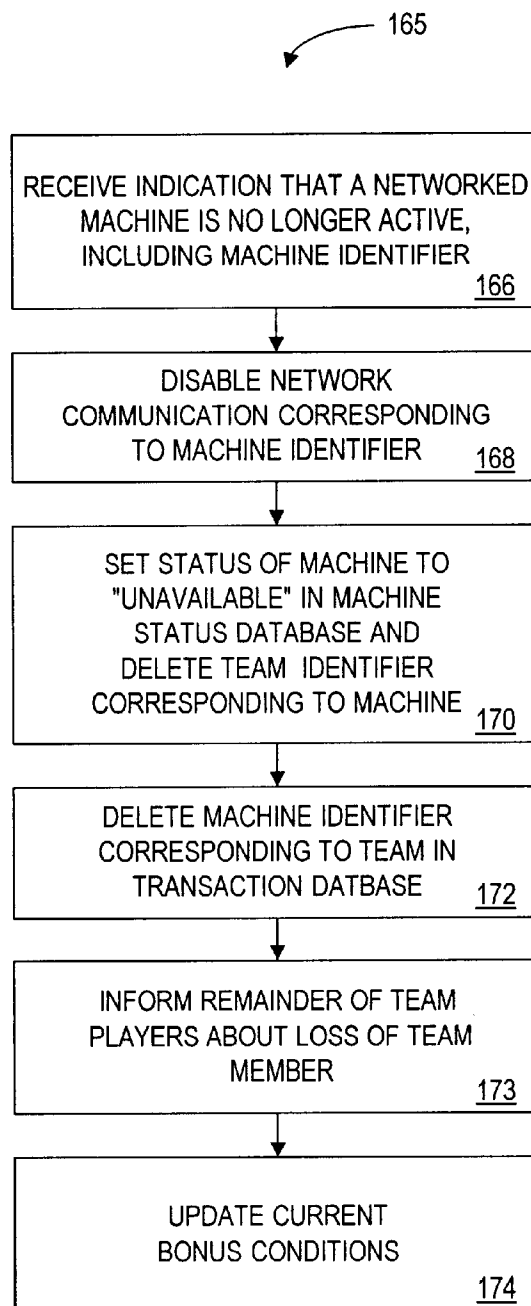 165
RECEIVE INDICATION THAT A NETWORKED
MACHINE IS NO LONGER ACTIVE,
INCLUDING MACHINE IDENTIFIER
166
DISABLE NETWORK
COMMUNICATION CORRESPONDING
TO MACHINE IDENTIFIER
168
SET STATUS OF MACHINE TO
"UNAVAILABLE" IN MACHINE
STATUS DATABASE AND
DELETE TEAM IDENTIFIER
CORRESPONDING TO MACHINE
170
DELETE MACHINE IDENTIFIER
CORRESPONDING TO TEAM IN
TRANSACTION DATBASE
172
INFORM REMAINDER OF TEAM
PLAYERS ABOUT LOSS OF TEAM
MEMBER
173
UPDATE CURRENT
BONUS CONDITIONS
174